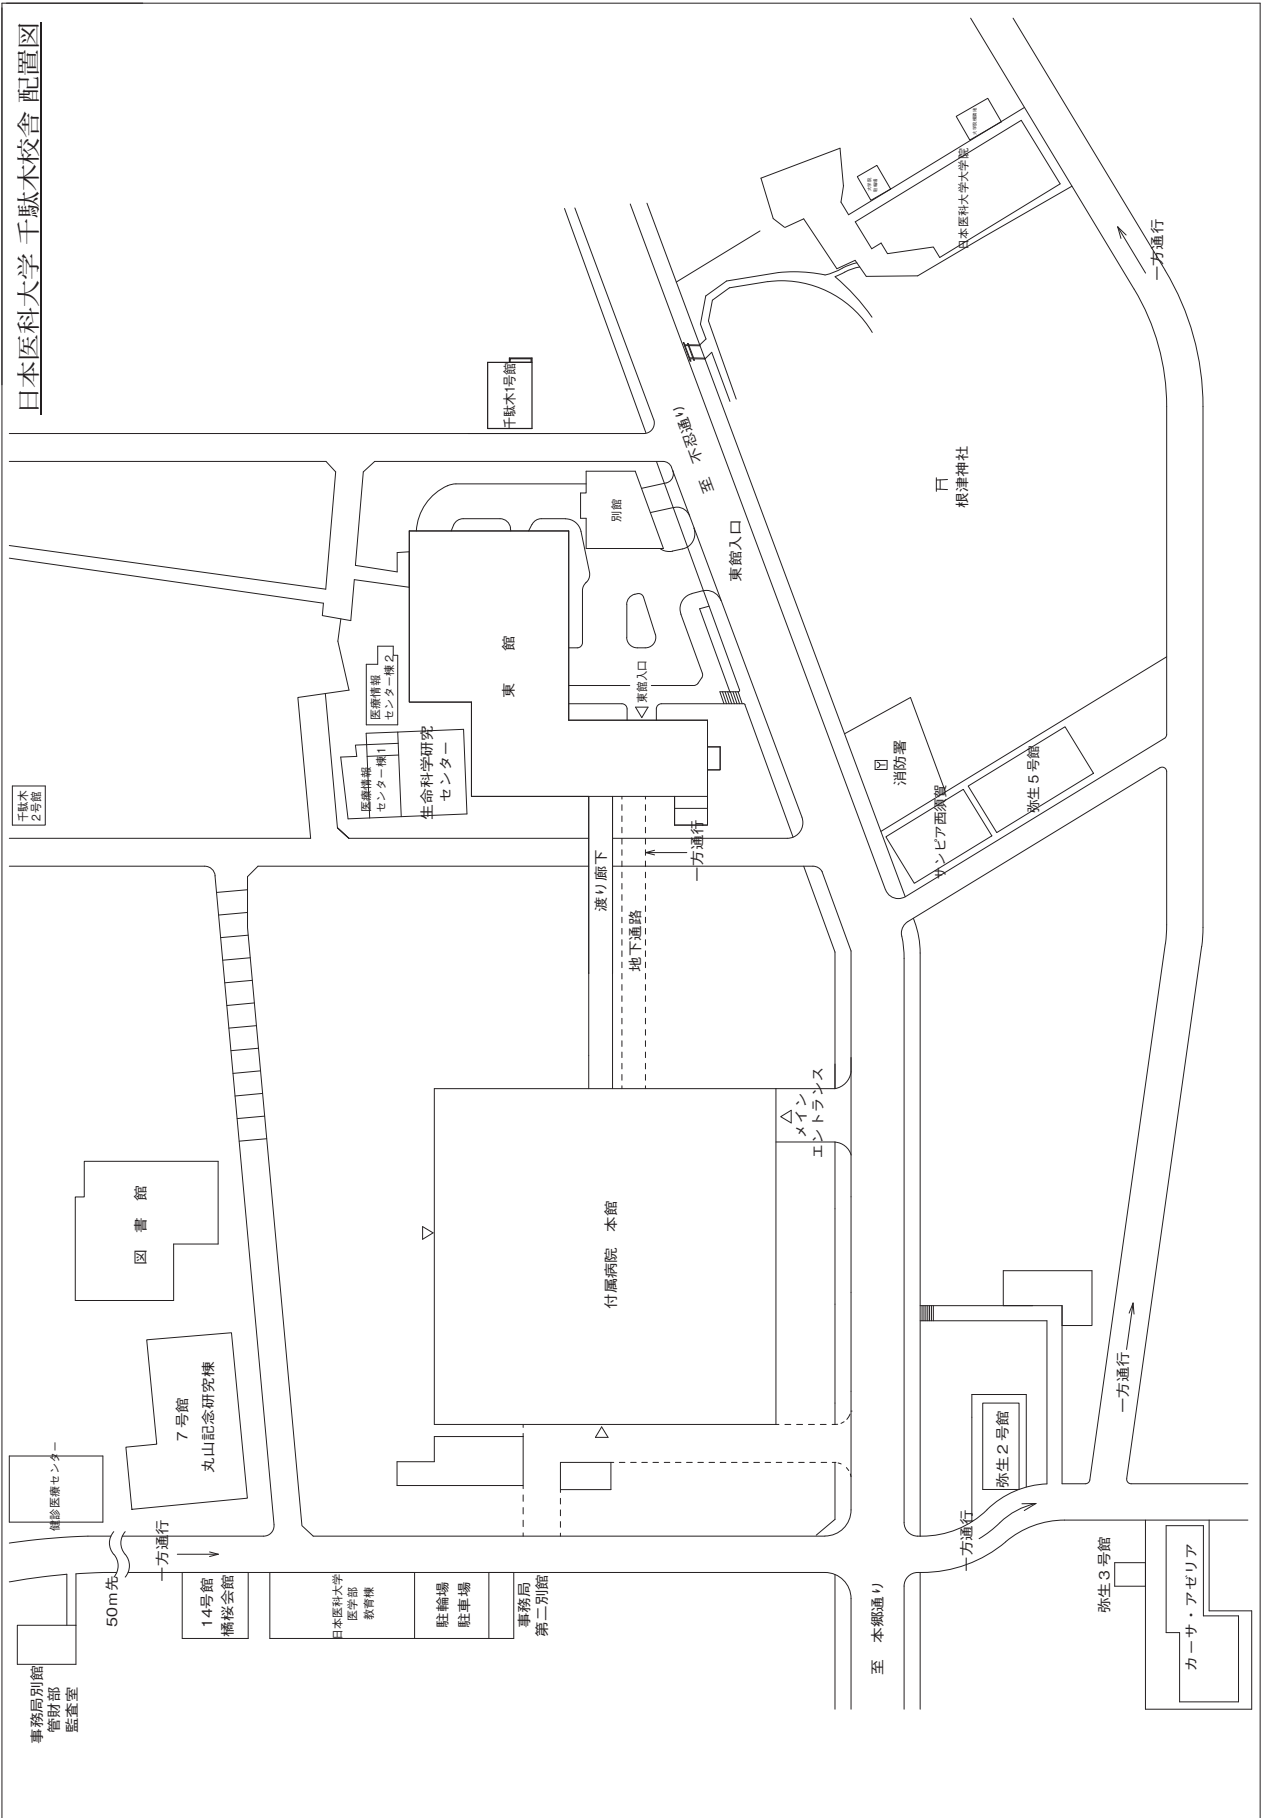 日本医科大学 千駄木校舎 配置図
千駄木
2号館
健診医療センター
50m先
事務局別館
管財部
監査室
図 書 館
7号館
丸山記念研究棟
一方通行
14号館
橘桜会館
日本医科大学
医学部
教育棟
駐輪場
駐車場
事務局
第二別館
千駄木1号館
医療情報
センター棟2
医療情報
センター棟1
生命科学研究
センター
東 館
別館
東館入口
渡り廊下
地下通路
一方通行
付属病院 本館
メイン
エントランス
至 不忍通り
東館入口
至 本郷通り
日本医科大学大学院
根津神社
消防署
サンピア西須賀
弥生5号館
弥生2号館
一方通行
一方通行
一方通行
弥生3号館
カーサ・アゼリア